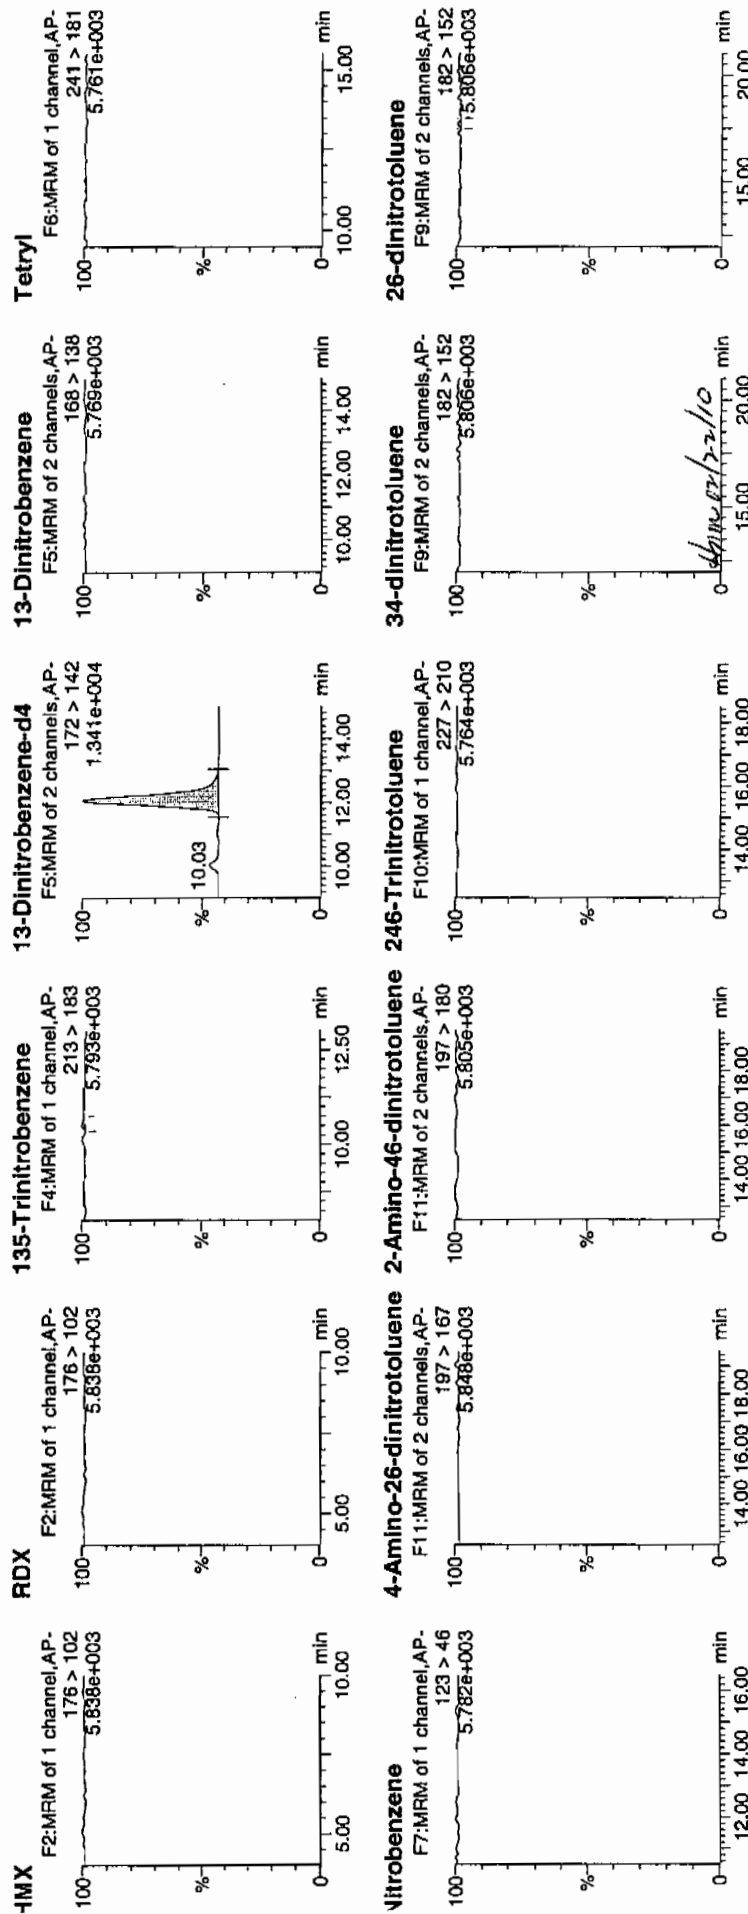 HMX
F2:MRM of 1 channel,AP-
176 > 102
5.838e+003
100
%
0
5.00
10.00
min
RDX
F2:MRM of 1 channel,AP-
176 > 102
5.838e+003
100
%
0
5.00
10.00
min
135-Trinitrobenzene
F4:MRM of 1 channel,AP-
213 > 183
5.793e+003
100
%
0
10.00
12.50
min
13-Dinitrobenzene-d4
F5:MRM of 2 channels,AP-
172 > 142
1.341e+004
100
10.03
%
0
10.00
12.00
14.00
min
13-Dinitrobenzene
F5:MRM of 2 channels,AP-
168 > 138
5.769e+003
100
%
0
10.00
12.00
14.00
min
Tetryl
F6:MRM of 1 channel,AP-
241 > 181
5.761e+003
100
%
0
10.00
15.00
min
Nitrobenzene
F7:MRM of 1 channel,AP-
123 > 46
5.782e+003
100
%
0
12.00
14.00
16.00
min
4-Amino-26-dinitrotoluene
F11:MRM of 2 channels,AP-
197 > 167
5.848e+003
100
%
0
14.00
16.00
18.00
min
2-Amino-46-dinitrotoluene
F11:MRM of 2 channels,AP-
197 > 180
5.805e+003
100
%
0
14.00
16.00
18.00
min
246-Trinitrotoluene
F10:MRM of 1 channel,AP-
227 > 210
5.764e+003
100
%
0
14.00
16.00
18.00
min
34-dinitrotoluene
F9:MRM of 2 channels,AP-
182 > 152
5.806e+003
100
%
0
15.00
20.00
min
26-dinitrotoluene
F9:MRM of 2 channels,AP-
182 > 152
5.806e+003
100
%
0
15.00
20.00
min